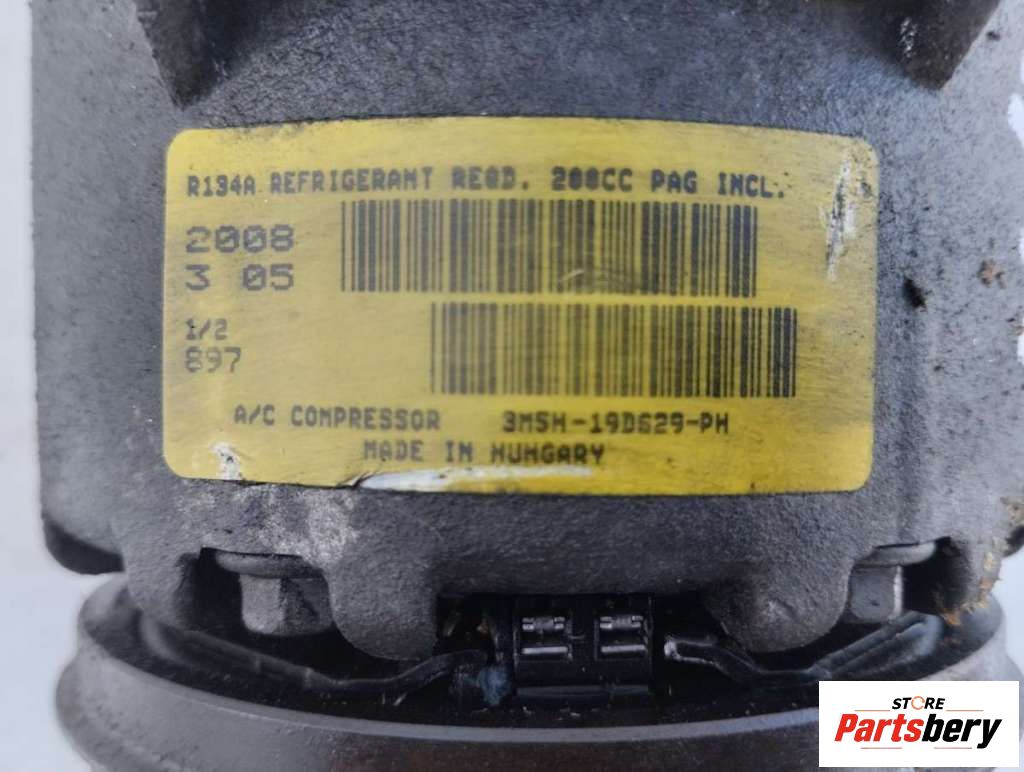 R134A REFRIGERANT REQD. 200CC PAG INCL.
2008
3 05
1/2
897
A/C COMPRESSOR 3M5H-19D629-PH
MADE IN HUNGARY
STORE
Partsbery